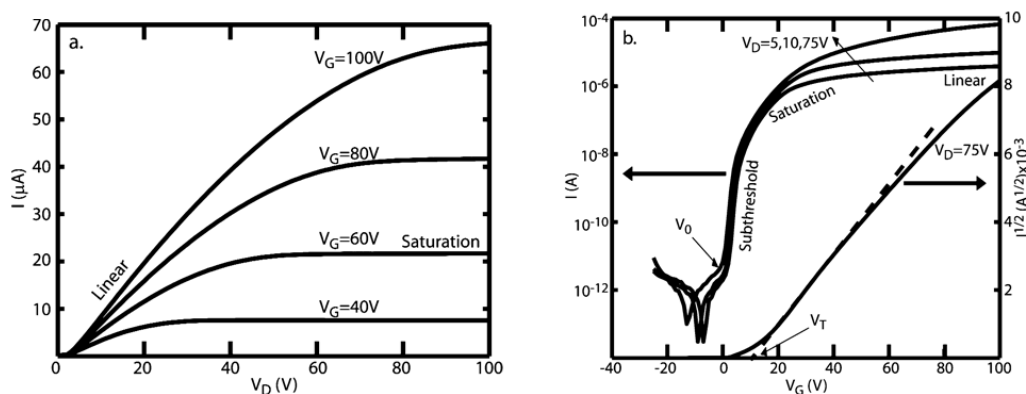 a.
70
60
50
40
30
20
10
I (μA)
V_G=100V
V_G=80V
V_G=60V
Saturation
V_G=40V
Linear
0 20 40 60 80 100
V_D (V)
b.
10^-4
10^-6
10^-8
10^-10
10^-12
I (A)
V_D=5,10,75V
Linear
Saturation
V_D=75V
Subthreshold
V_0
V_T
10
8
6
4
2
I^1/2 (A^1/2)x10^-3
-40 -20 0 20 40 60 80 100
V_G (V)